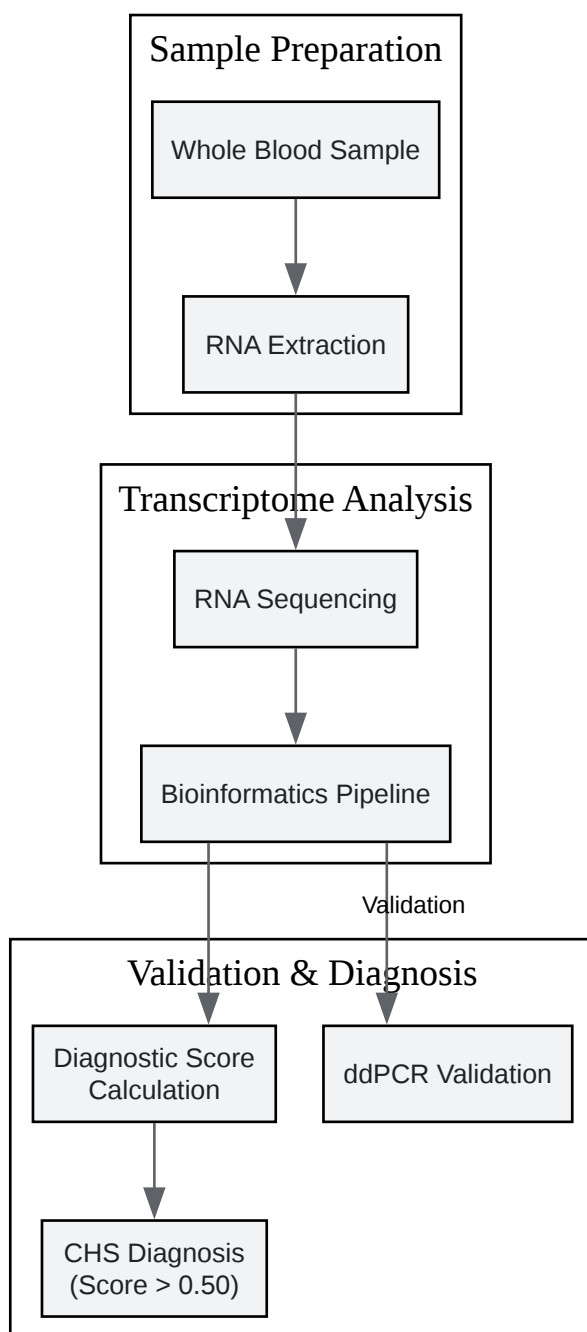 Sample Preparation
Whole Blood Sample
RNA Extraction
Transcriptome Analysis
RNA Sequencing
Bioinformatics Pipeline
Validation
Validation & Diagnosis
Diagnostic Score
Calculation
ddPCR Validation
CHS Diagnosis
(Score > 0.50)